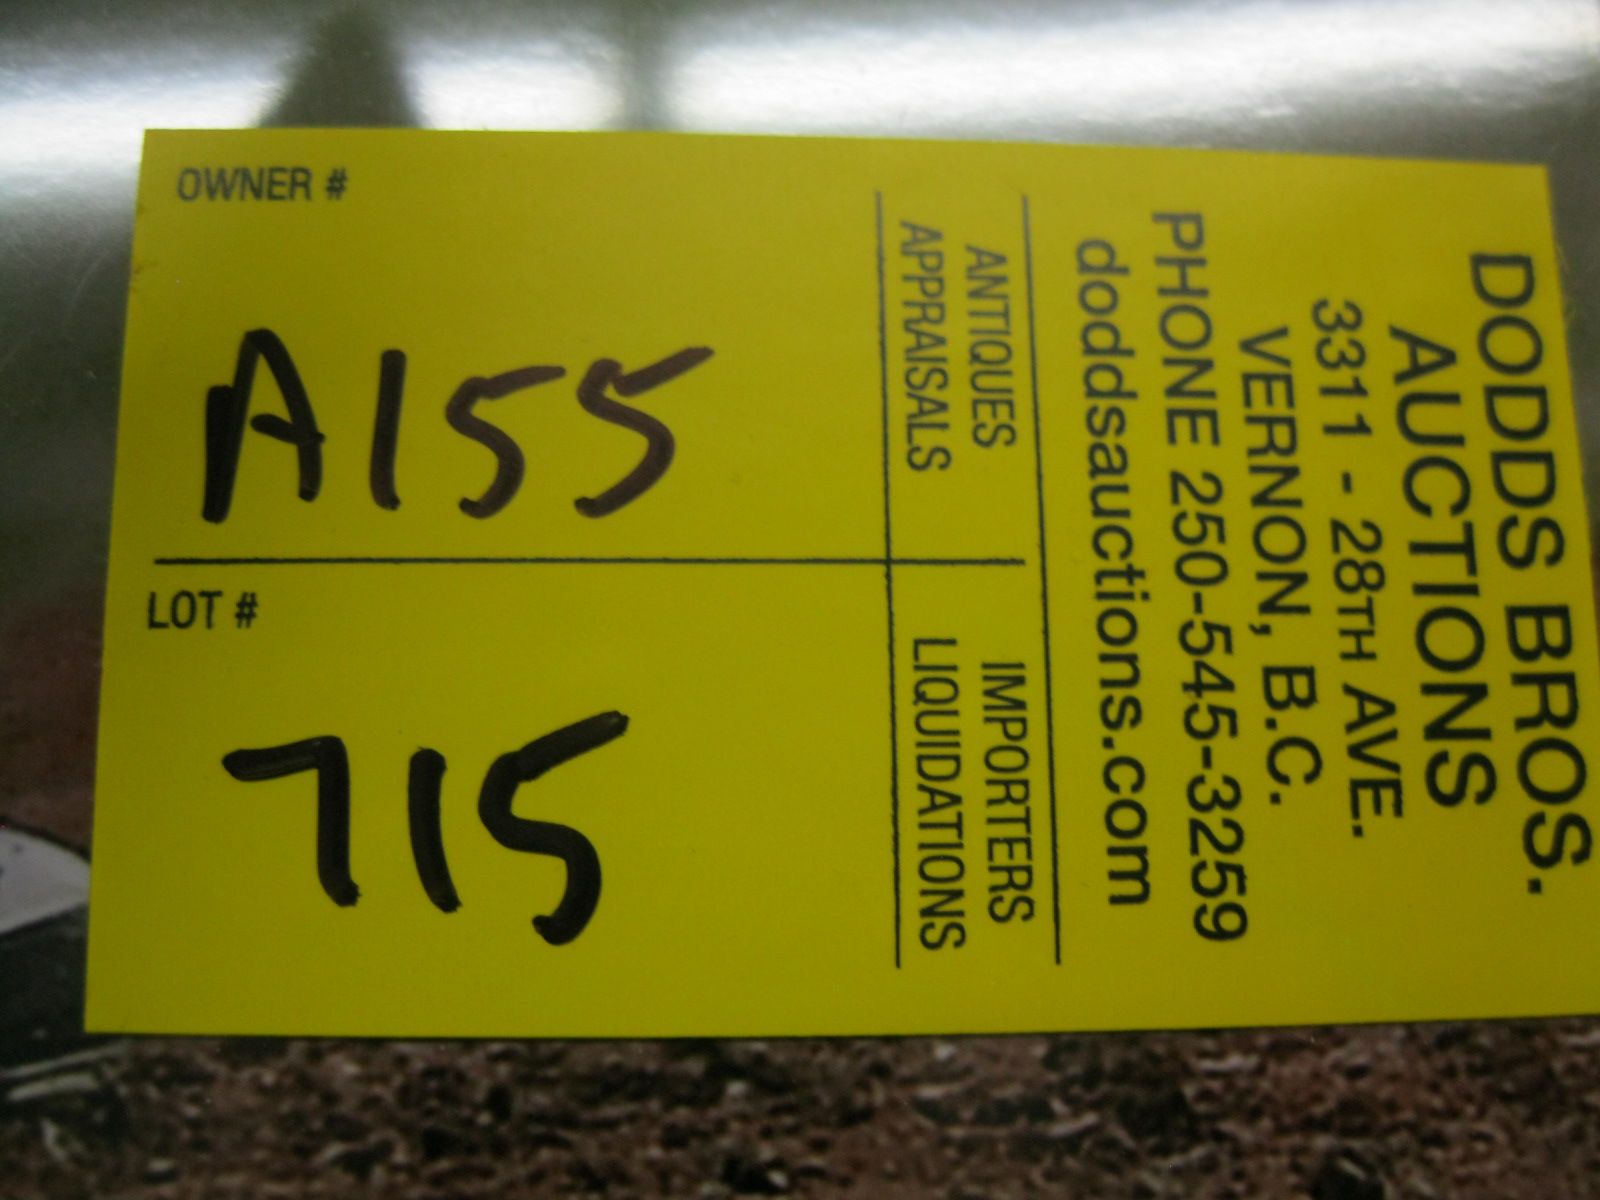 DODDS BROS.
AUCTIONS
3311 - 28TH AVE.
VERNON, B.C.
PHONE 250-545-3259
doddsauctions.com
ANTIQUES
APPRAISALS
IMPORTERS
LIQUIDATIONS
OWNER #
A155
LOT #
715